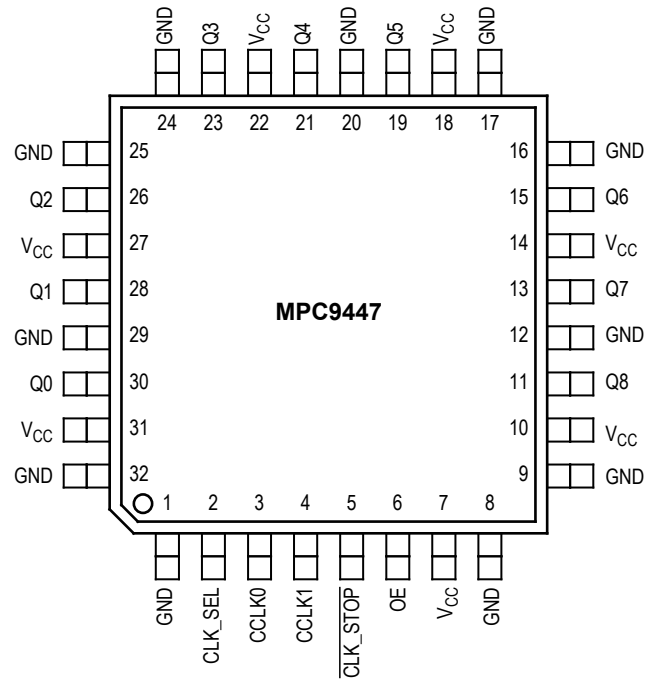 GND Q3 VCC Q4 GND Q5 VCC GND
24 23 22 21 20 19 18 17
GND 25 16 GND
Q2 26 15 Q6
VCC 27 14 VCC
Q1 28 13 Q7
MPC9447
GND 29 12 GND
Q0 30 11 Q8
VCC 31 10 VCC
GND 32 9 GND
1 2 3 4 5 6 7 8
GND CLK_SEL CCLK0 CCLK1 CLK_STOP OE VCC GND